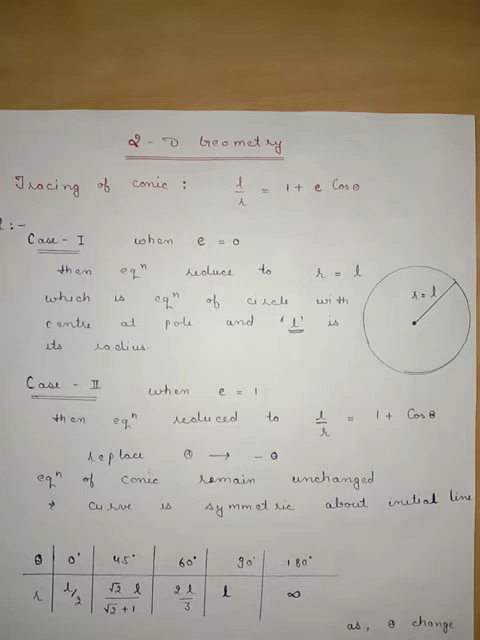 2 - D Geometry
Tracing of conic : l/r = 1 + e Cosθ
:-
Case - I when e = 0
then eqⁿ reduce to r = l
which is eqⁿ of circle with
centre at pole and 'l' is
its radius.
r = l
Case - II when e = 1
then eqⁿ reduced to l/r = 1 + Cosθ
replace θ → - θ
eqⁿ of conic remain unchanged
→ curve is symmetric about initial line
θ | 0° | 45° | 60° | 90° | 180°
r | l/2 | √2 l/√2+1 | 2l/3 | l | ∞
as, θ change